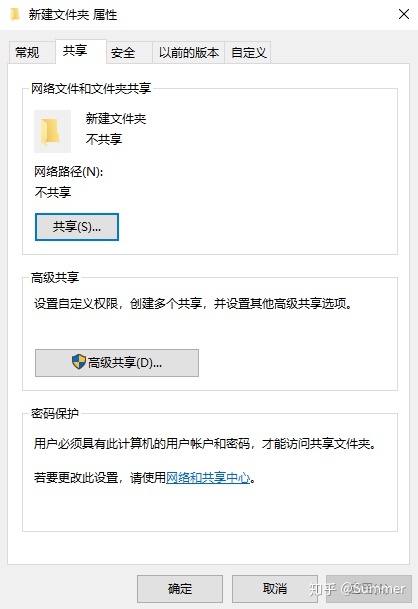 新建文件夹 属性
常规 共享 安全 以前的版本 自定义
网络文件和文件夹共享
新建文件夹
不共享
网络路径(N):
不共享
共享(S)...
高级共享
设置自定义权限，创建多个共享，并设置其他高级共享选项。
高级共享(D)...
密码保护
用户必须具有此计算机的用户帐户和密码，才能访问共享文件夹。
若要更改此设置，请使用网络和共享中心。
确定 取消
知乎 @Summer